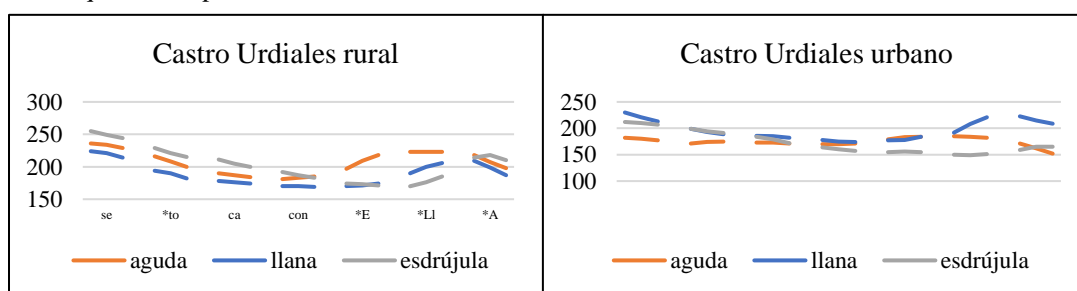 Castro Urdiales rural
300
250
200
150
se *to ca con *E *Ll *A
aguda llana esdrújula
Castro Urdiales urbano
250
200
150
100
aguda llana esdrújula